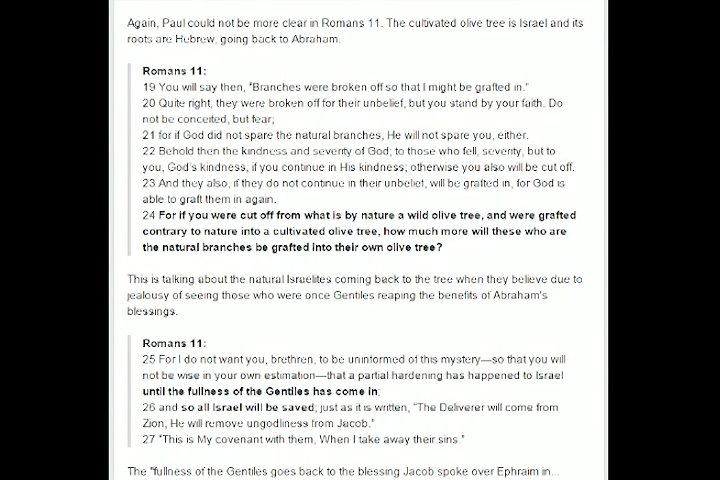 Again, Paul could not be more clear in Romans 11. The cultivated olive tree is Israel and its
roots are Hebrew, going back to Abraham.
Romans 11:
19 You will say then, "Branches were broken off so that I might be grafted in."
20 Quite right, they were broken off for their unbelief, but you stand by your faith. Do
not be conceited, but fear;
21 for if God did not spare the natural branches, He will not spare you, either.
22 Behold then the kindness and severity of God; to those who fell, severity, but to
you, God's kindness, if you continue in His kindness; otherwise you also will be cut off.
23 And they also, if they do not continue in their unbelief, will be grafted in, for God is
able to graft them in again.
24 For if you were cut off from what is by nature a wild olive tree, and were grafted
contrary to nature into a cultivated olive tree, how much more will these who are
the natural branches be grafted into their own olive tree?
This is talking about the natural Israelites coming back to the tree when they believe due to
jealousy of seeing those who were once Gentiles reaping the benefits of Abraham's
blessings.
Romans 11:
25 For I do not want you, brethren, to be uninformed of this mystery—so that you will
not be wise in your own estimation—that a partial hardening has happened to Israel
until the fullness of the Gentiles has come in;
26 and so all Israel will be saved; just as it is written, "The Deliverer will come from
Zion, He will remove ungodliness from Jacob."
27 "This is My covenant with them, When I take away their sins."
The "fullness of the Gentiles goes back to the blessing Jacob spoke over Ephraim in...